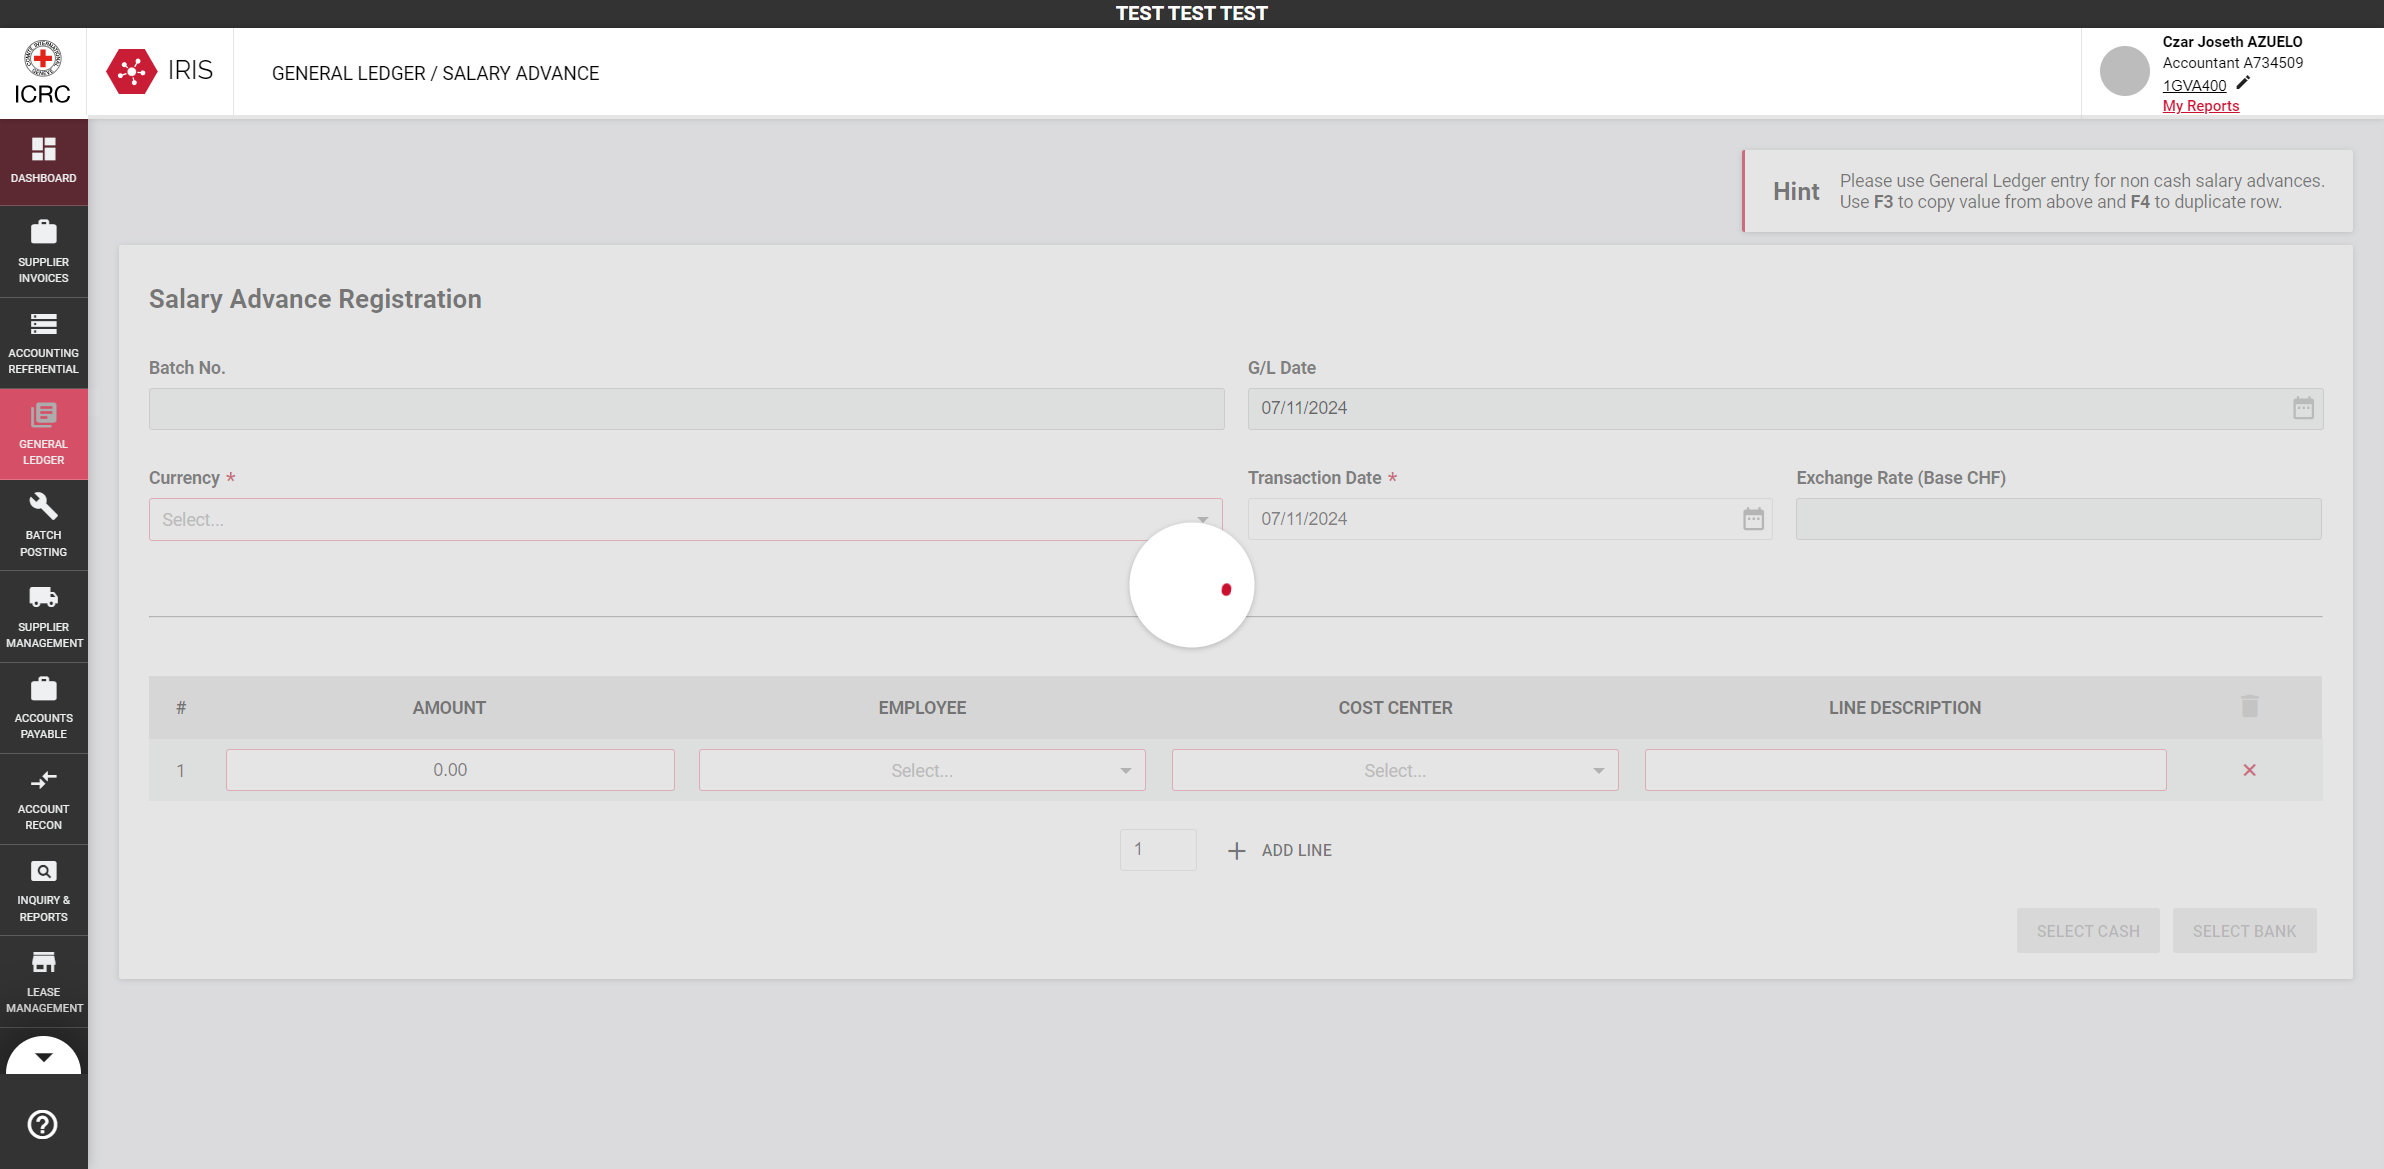 TEST TEST TEST
ICRC
IRIS
GENERAL LEDGER / SALARY ADVANCE
Czar Joseth AZUELO
Accountant A734509
1GVA400
My Reports
DASHBOARD
SUPPLIER
INVOICES
ACCOUNTING
REFERENTIAL
GENERAL
LEDGER
BATCH
POSTING
SUPPLIER
MANAGEMENT
ACCOUNTS
PAYABLE
ACCOUNT
RECON
INQUIRY &
REPORTS
LEASE
MANAGEMENT
Hint
Please use General Ledger entry for non cash salary advances.
Use F3 to copy value from above and F4 to duplicate row.
Salary Advance Registration
Batch No.
G/L Date
07/11/2024
Currency *
Transaction Date *
Exchange Rate (Base CHF)
Select...
07/11/2024
# AMOUNT EMPLOYEE COST CENTER LINE DESCRIPTION
1 0.00 Select... Select...
1 ADD LINE
SELECT CASH SELECT BANK